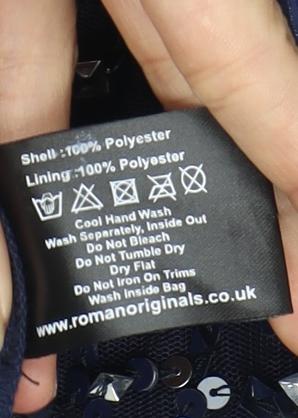 Shell :100% Polyester
Lining :100% Polyester
Cool Hand Wash
Wash Separately, Inside Out
Do Not Bleach
Do Not Tumble Dry
Dry Flat
Do Not Iron On Trims
Wash Inside Bag
www.romanoriginals.co.uk